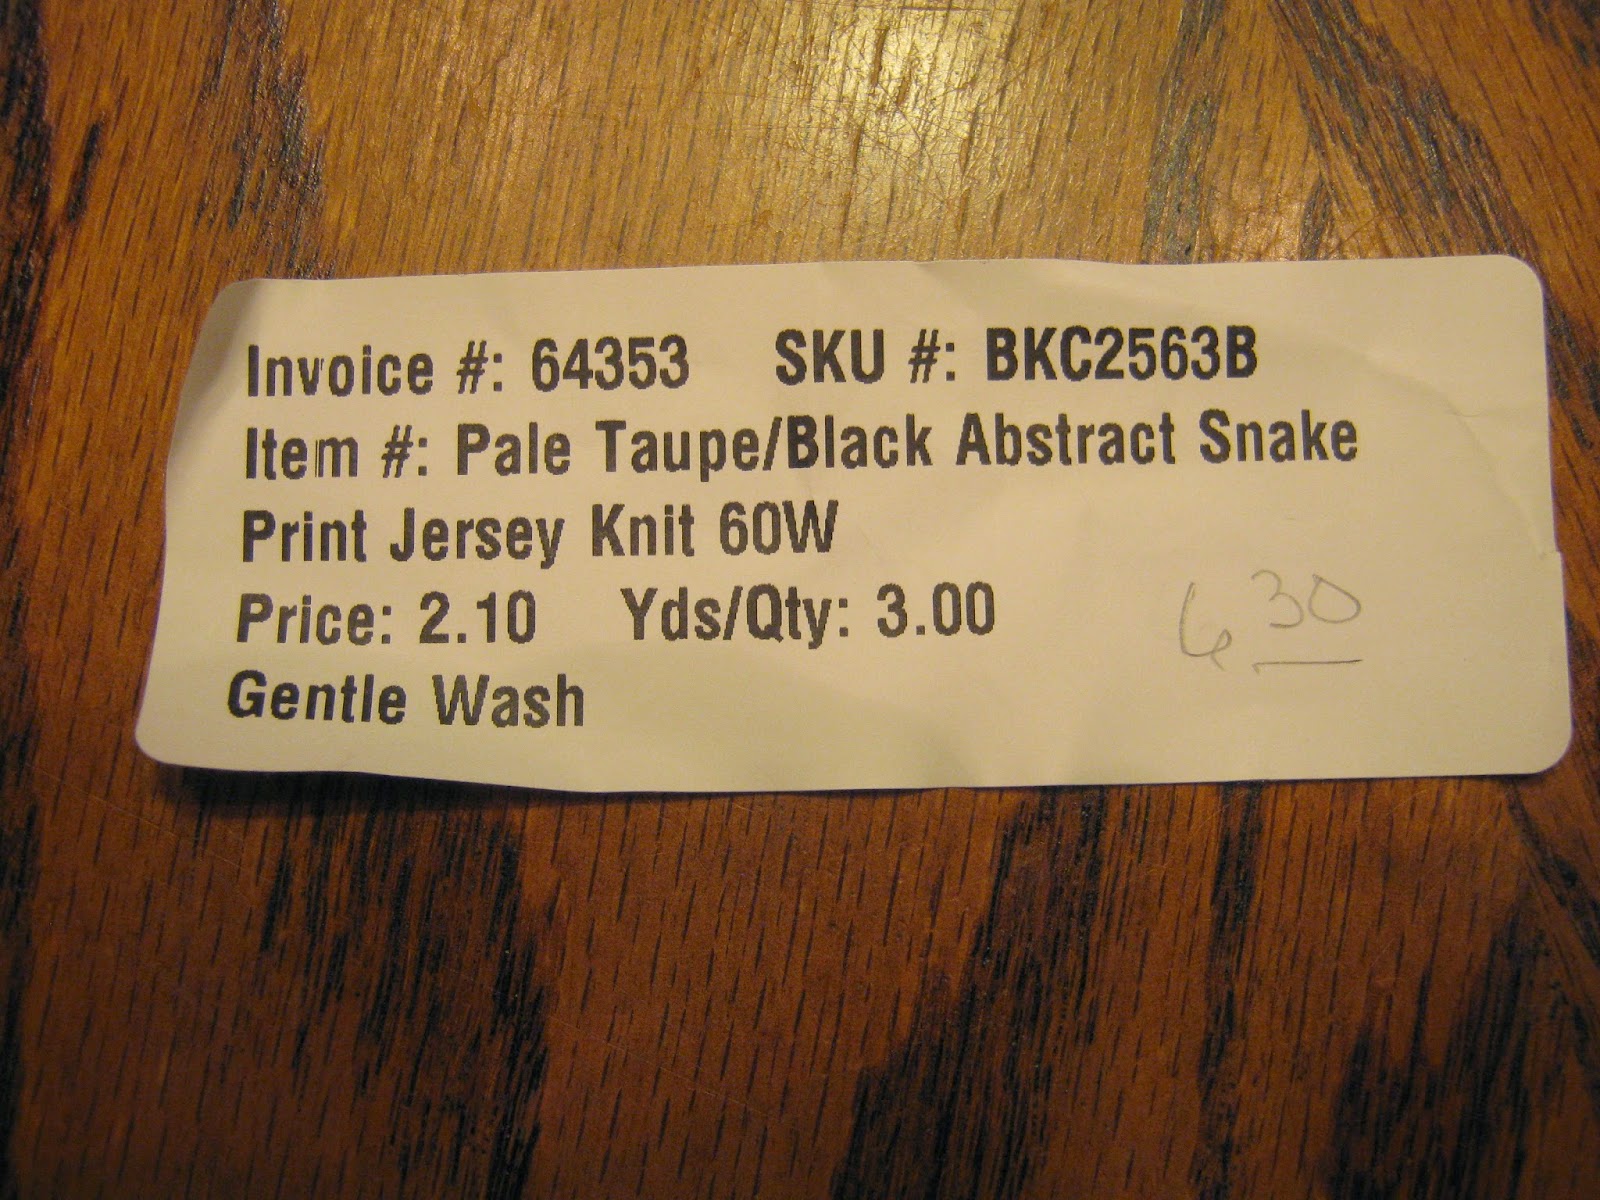 Invoice #: 64353 SKU #: BKC2563B
Item #: Pale Taupe/Black Abstract Snake
Print Jersey Knit 60W
Price: 2.10 Yds/Qty: 3.00
6 30
Gentle Wash